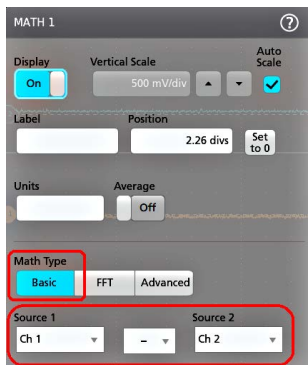 MATH 1 ?
Auto
Display Vertical Scale Scale
On 500 mV/div
Label Position
2.26 divs Set
to 0
Units Average
Off
Math Type
Basic FFT Advanced
Source 1 Source 2
Ch 1 - Ch 2